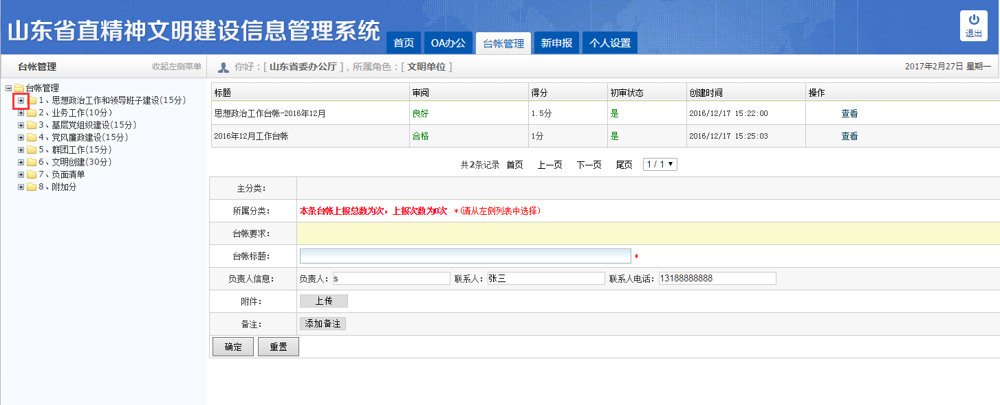 山东省直精神文明建设信息管理系统
首页 OA办公 台帐管理 新申报 个人设置
退出
台帐管理 收起左侧菜单
你好：[ 山东省委办公厅 ]，所属角色：[ 文明单位 ]
2017年2月27日 星期一
台帐管理
1、思想政治工作和领导班子建设(15分)
2、业务工作(10分)
3、基层党组织建设(15分)
4、党风廉政建设(15分)
5、群团工作(15分)
6、文明创建(30分)
7、负面清单
8、附加分
标题 审阅 得分 初审状态 创建时间 操作
思想政治工作台帐-2016年12月 良好 1.5分 是 2016/12/17 15:22:00 查看
2016年12月工作台帐 合格 1分 是 2016/12/17 15:25:03 查看
共2条记录 首页 上一页 下一页 尾页 1 / 1
主分类：
所属分类： 本条台帐上报总数为次，上报次数为0次 *(请从左侧列表中选择)
台帐要求：
台帐标题： *
负责人信息： 负责人： s 联系人： 张三 联系人电话： 13188888888
附件： 上传
备注： 添加备注
确定 重置